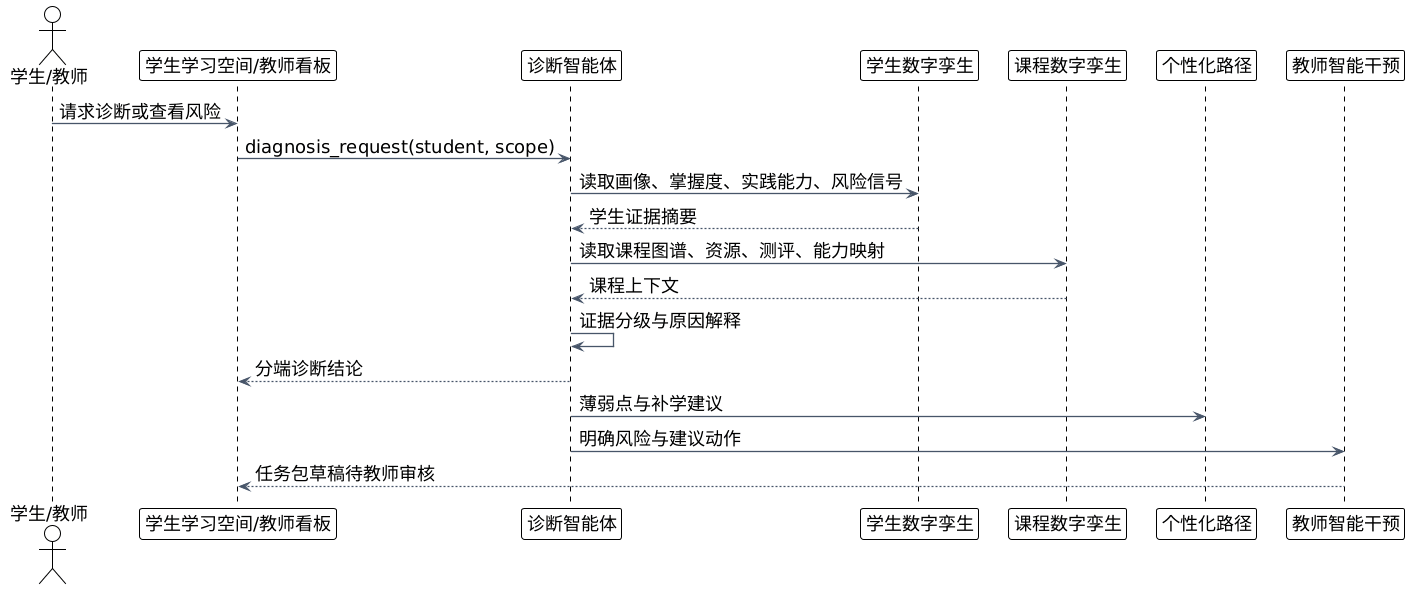 学生/教师
学生学习空间/教师看板
诊断智能体
学生数字孪生
课程数字孪生
个性化路径
教师智能干预
请求诊断或查看风险
diagnosis_request(student, scope)
读取画像、掌握度、实践能力、风险信号
学生证据摘要
读取课程图谱、资源、测评、能力映射
课程上下文
证据分级与原因解释
分端诊断结论
薄弱点与补学建议
明确风险与建议动作
任务包草稿待教师审核
学生/教师
学生学习空间/教师看板
诊断智能体
学生数字孪生
课程数字孪生
个性化路径
教师智能干预